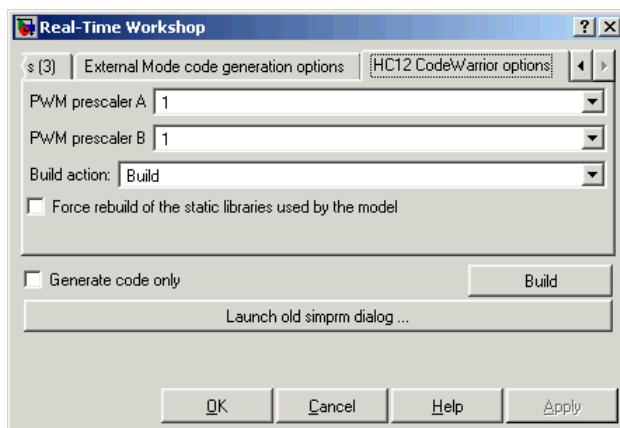 Real-Time Workshop
s (3) External Mode code generation options HC12 CodeWarrior options
PWM prescaler A 1
PWM prescaler B 1
Build action: Build
Force rebuild of the static libraries used by the model
Generate code only Build
Launch old simprm dialog ...
OK Cancel Help Apply